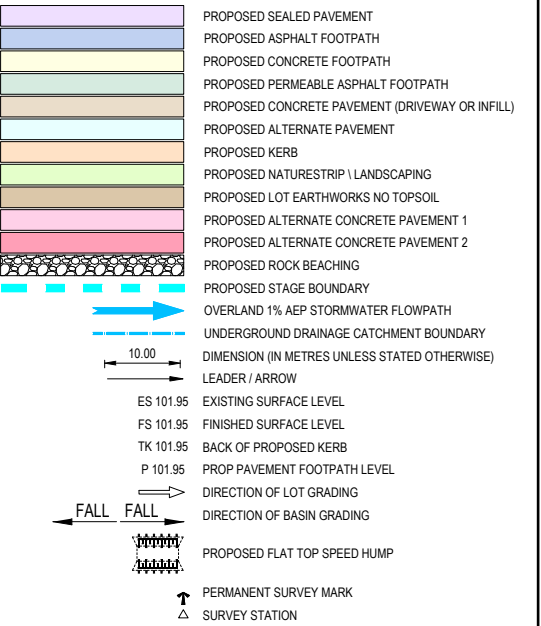 PROPOSED SEALED PAVEMENT
PROPOSED ASPHALT FOOTPATH
PROPOSED CONCRETE FOOTPATH
PROPOSED PERMEABLE ASPHALT FOOTPATH
PROPOSED CONCRETE PAVEMENT (DRIVEWAY OR INFILL)
PROPOSED ALTERNATE PAVEMENT
PROPOSED KERB
PROPOSED NATURESTRIP \ LANDSCAPING
PROPOSED LOT EARTHWORKS NO TOPSOIL
PROPOSED ALTERNATE CONCRETE PAVEMENT 1
PROPOSED ALTERNATE CONCRETE PAVEMENT 2
PROPOSED ROCK BEACHING
PROPOSED STAGE BOUNDARY
OVERLAND 1% AEP STORMWATER FLOWPATH
UNDERGROUND DRAINAGE CATCHMENT BOUNDARY
10.00 DIMENSION (IN METRES UNLESS STATED OTHERWISE)
LEADER / ARROW
ES 101.95 EXISTING SURFACE LEVEL
FS 101.95 FINISHED SURFACE LEVEL
TK 101.95 BACK OF PROPOSED KERB
P 101.95 PROP PAVEMENT FOOTPATH LEVEL
DIRECTION OF LOT GRADING
FALL FALL DIRECTION OF BASIN GRADING
PROPOSED FLAT TOP SPEED HUMP
PERMANENT SURVEY MARK
SURVEY STATION